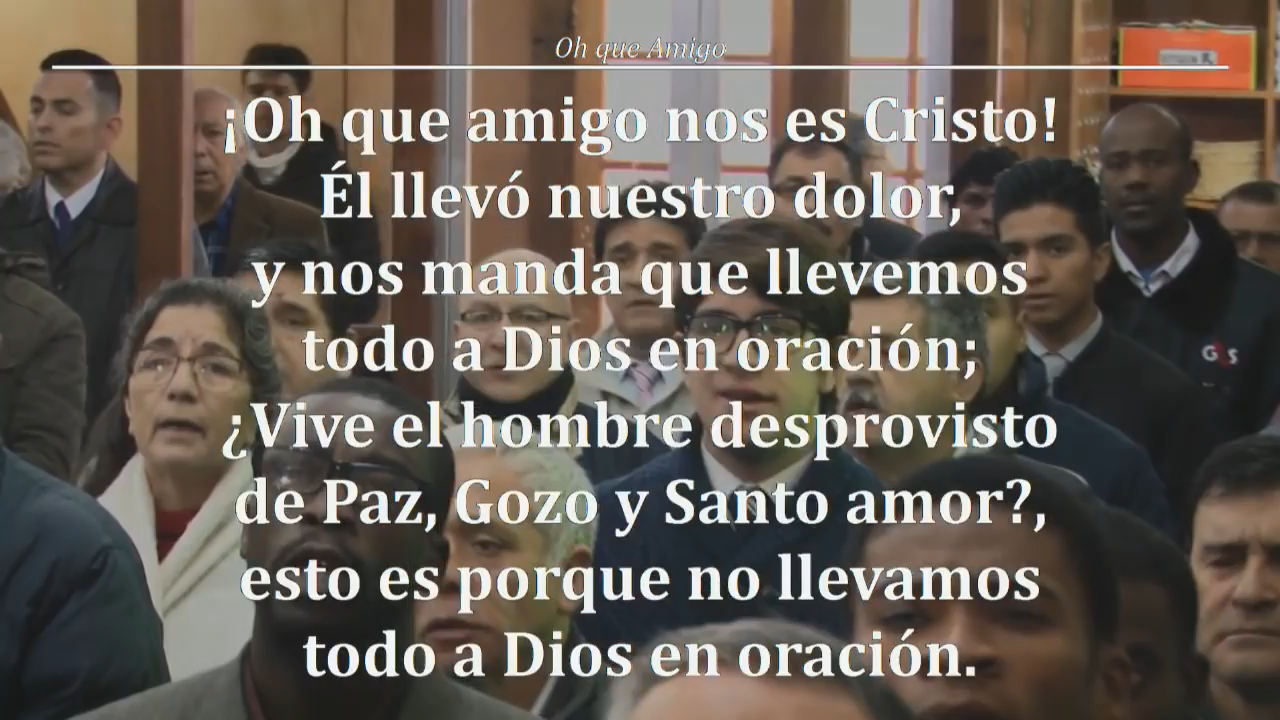 Oh que Amigo
¡Oh que amigo nos es Cristo!
Él llevó nuestro dolor,
y nos manda que llevemos
todo a Dios en oración;
¿Vive el hombre desprovisto
de Paz, Gozo y Santo amor?,
esto es porque no llevamos
todo a Dios en oración.
G4S